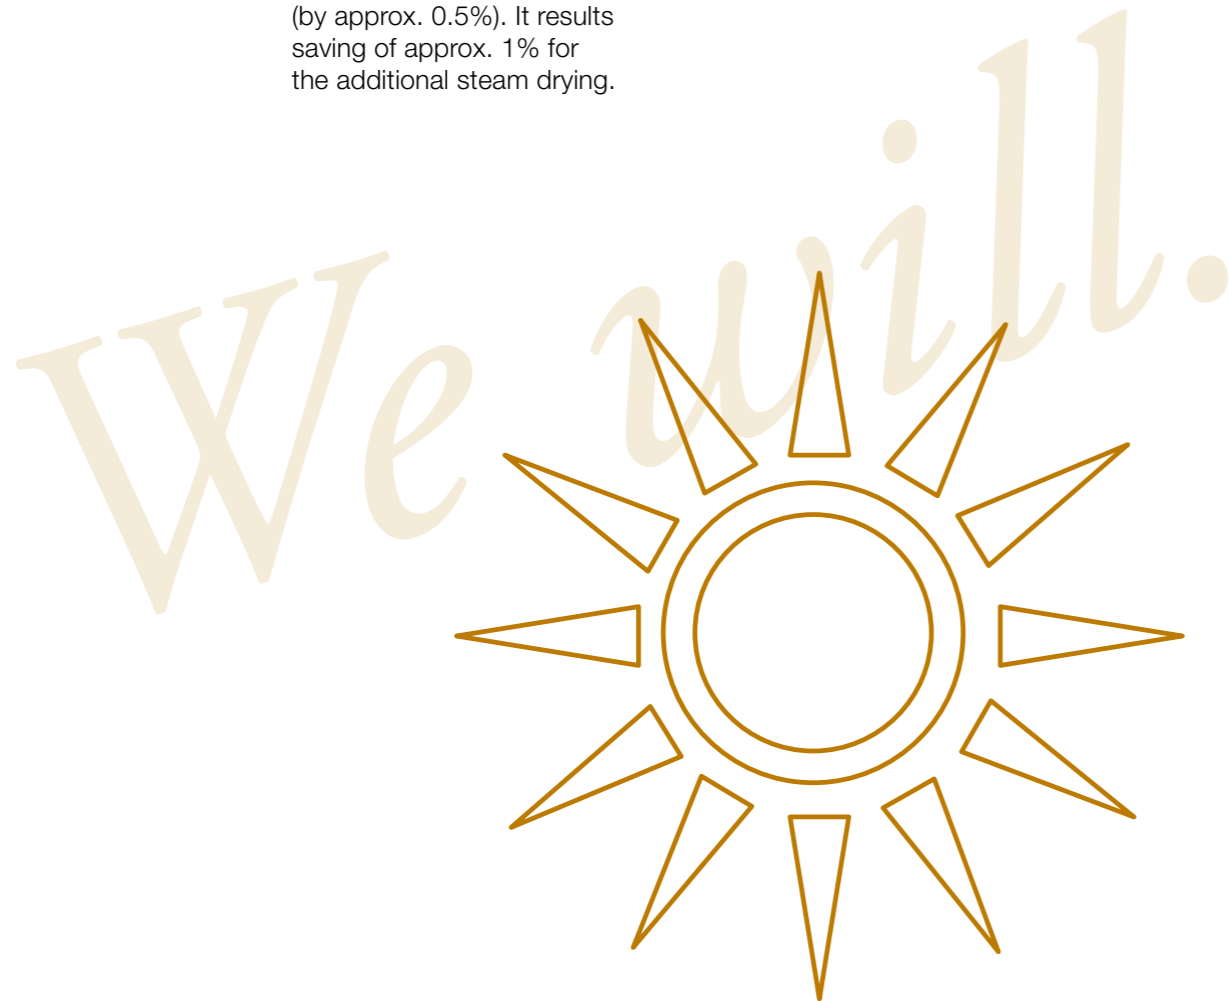 (by approx. 0.5%). It results
saving of approx. 1% for
the additional steam drying.
We will.